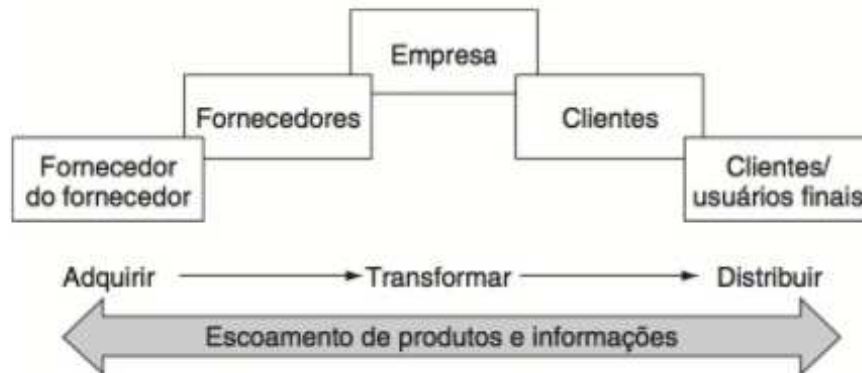 Empresa
Fornecedores
Clientes
Fornecedor
do fornecedor
Clientes/
usuários finais
Adquirir
Transformar
Distribuir
Escoamento de produtos e informações